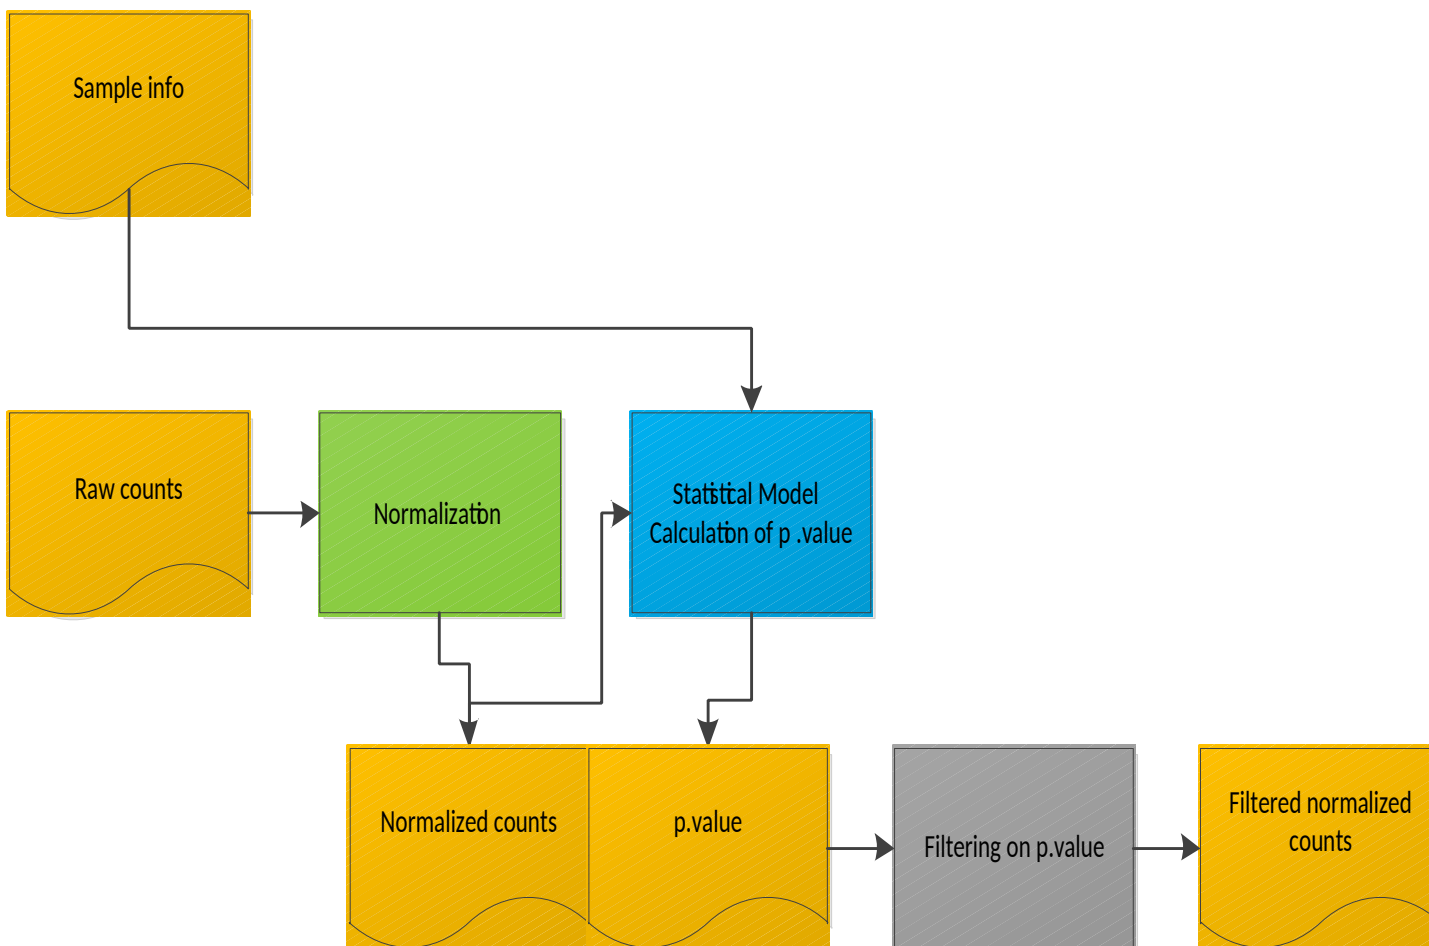 Sample info
Raw counts
Normalization
Statistical Model
Calculation of p .value
Normalized counts
p.value
Filtering on p.value
Filtered normalized
counts